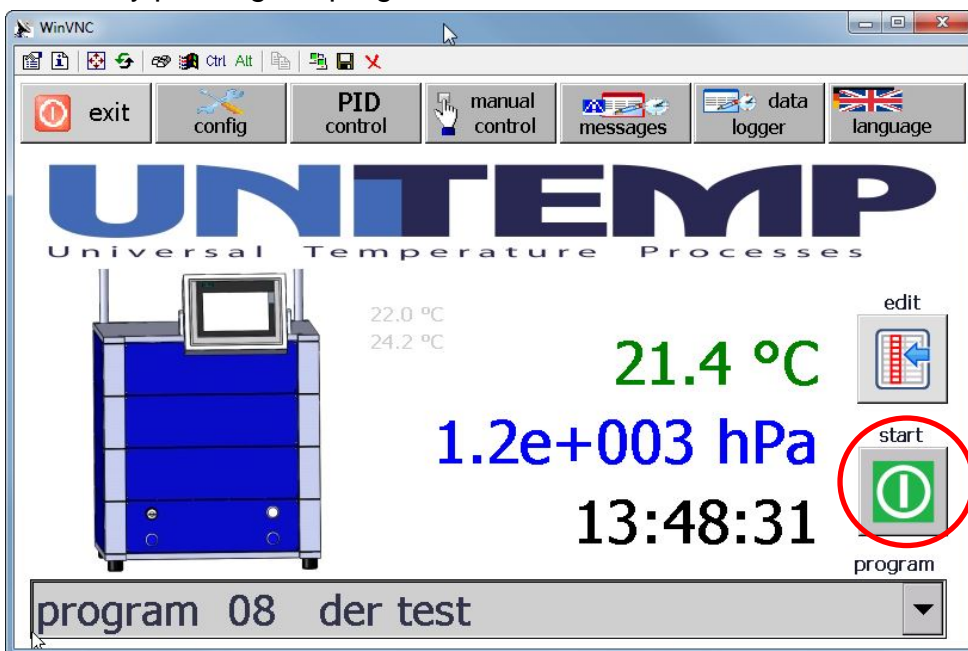 WinVNC
Ctrl Alt
exit
config
PID
control
manual
control
messages
data
logger
language
UNITEMP
Universal Temperature Processes
22.0 ºC
24.2 ºC
edit
21.4 ºC
1.2e+003 hPa
start
13:48:31
program
program 08 der test